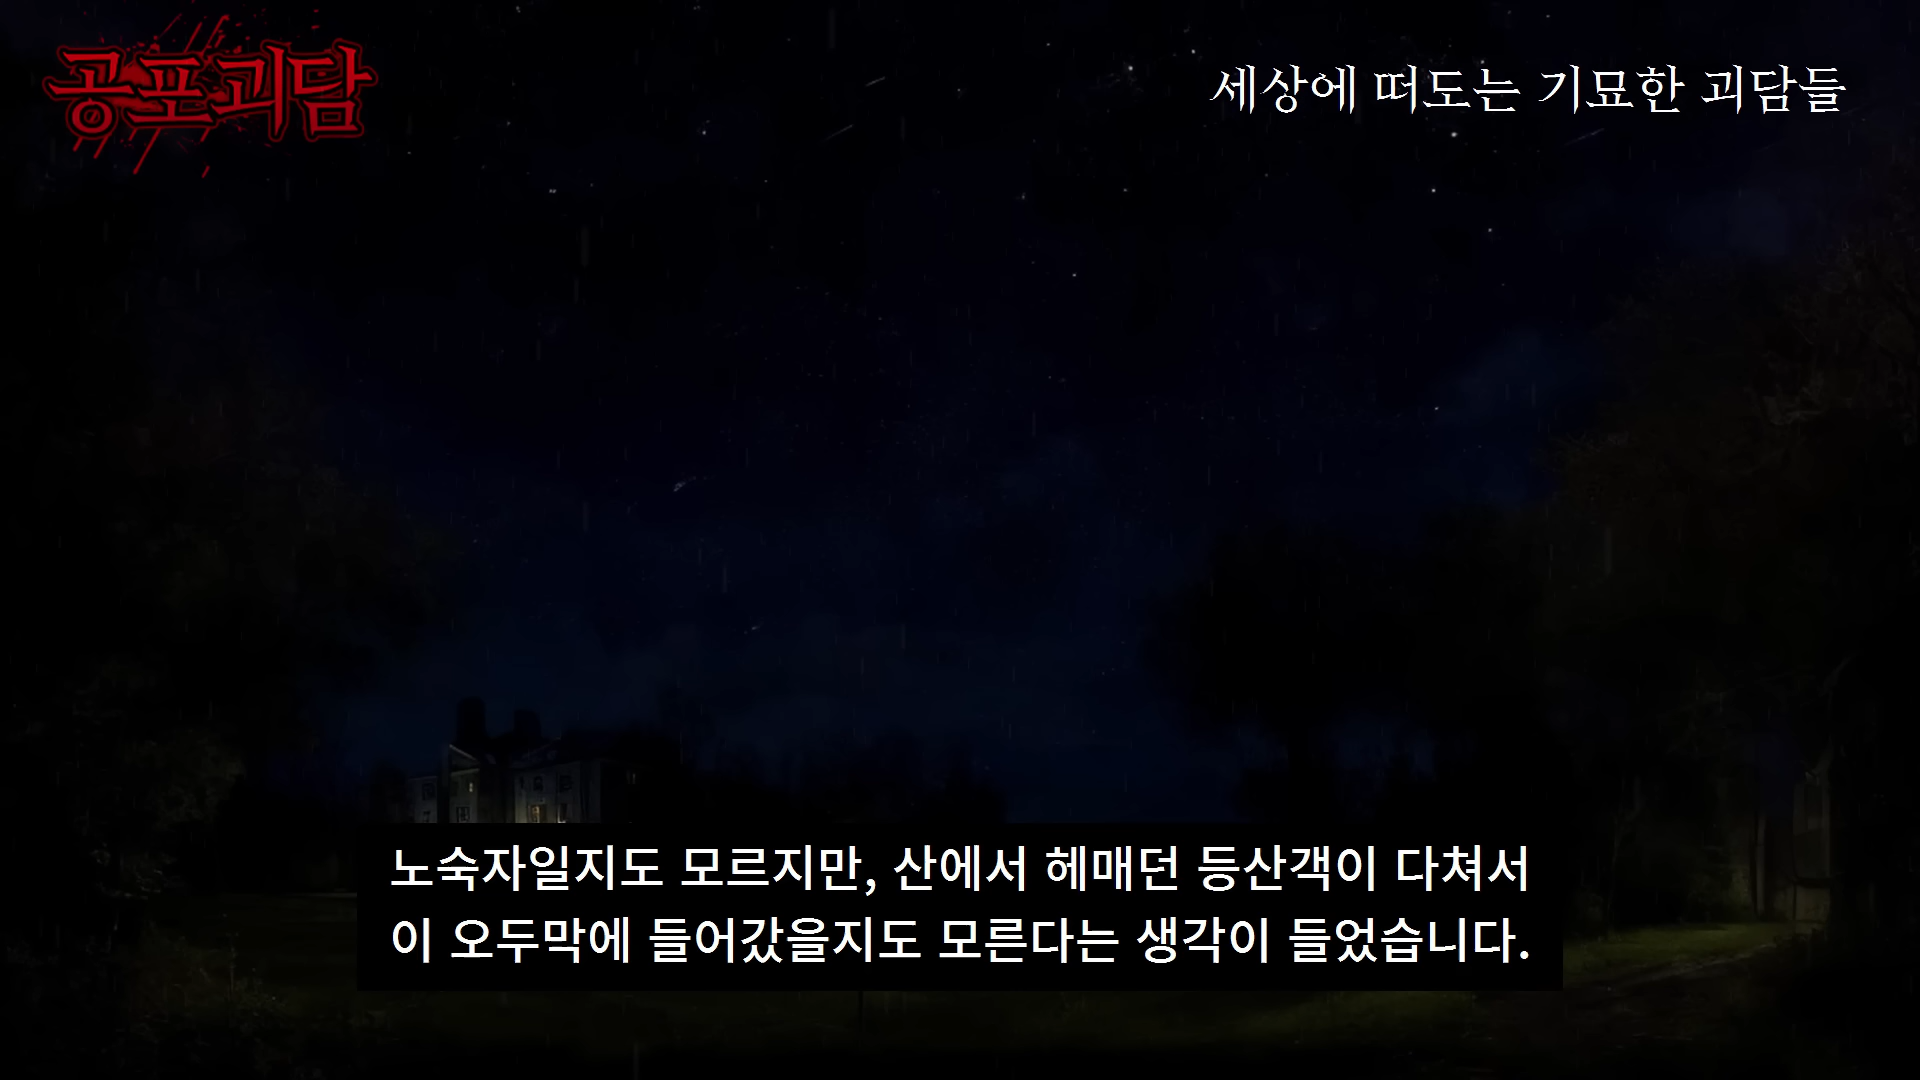 공포괴담
세상에 떠도는 기묘한 괴담들
노숙자일지도 모르지만, 산에서 헤매던 등산객이 다쳐서
이 오두막에 들어갔을지도 모른다는 생각이 들었습니다.